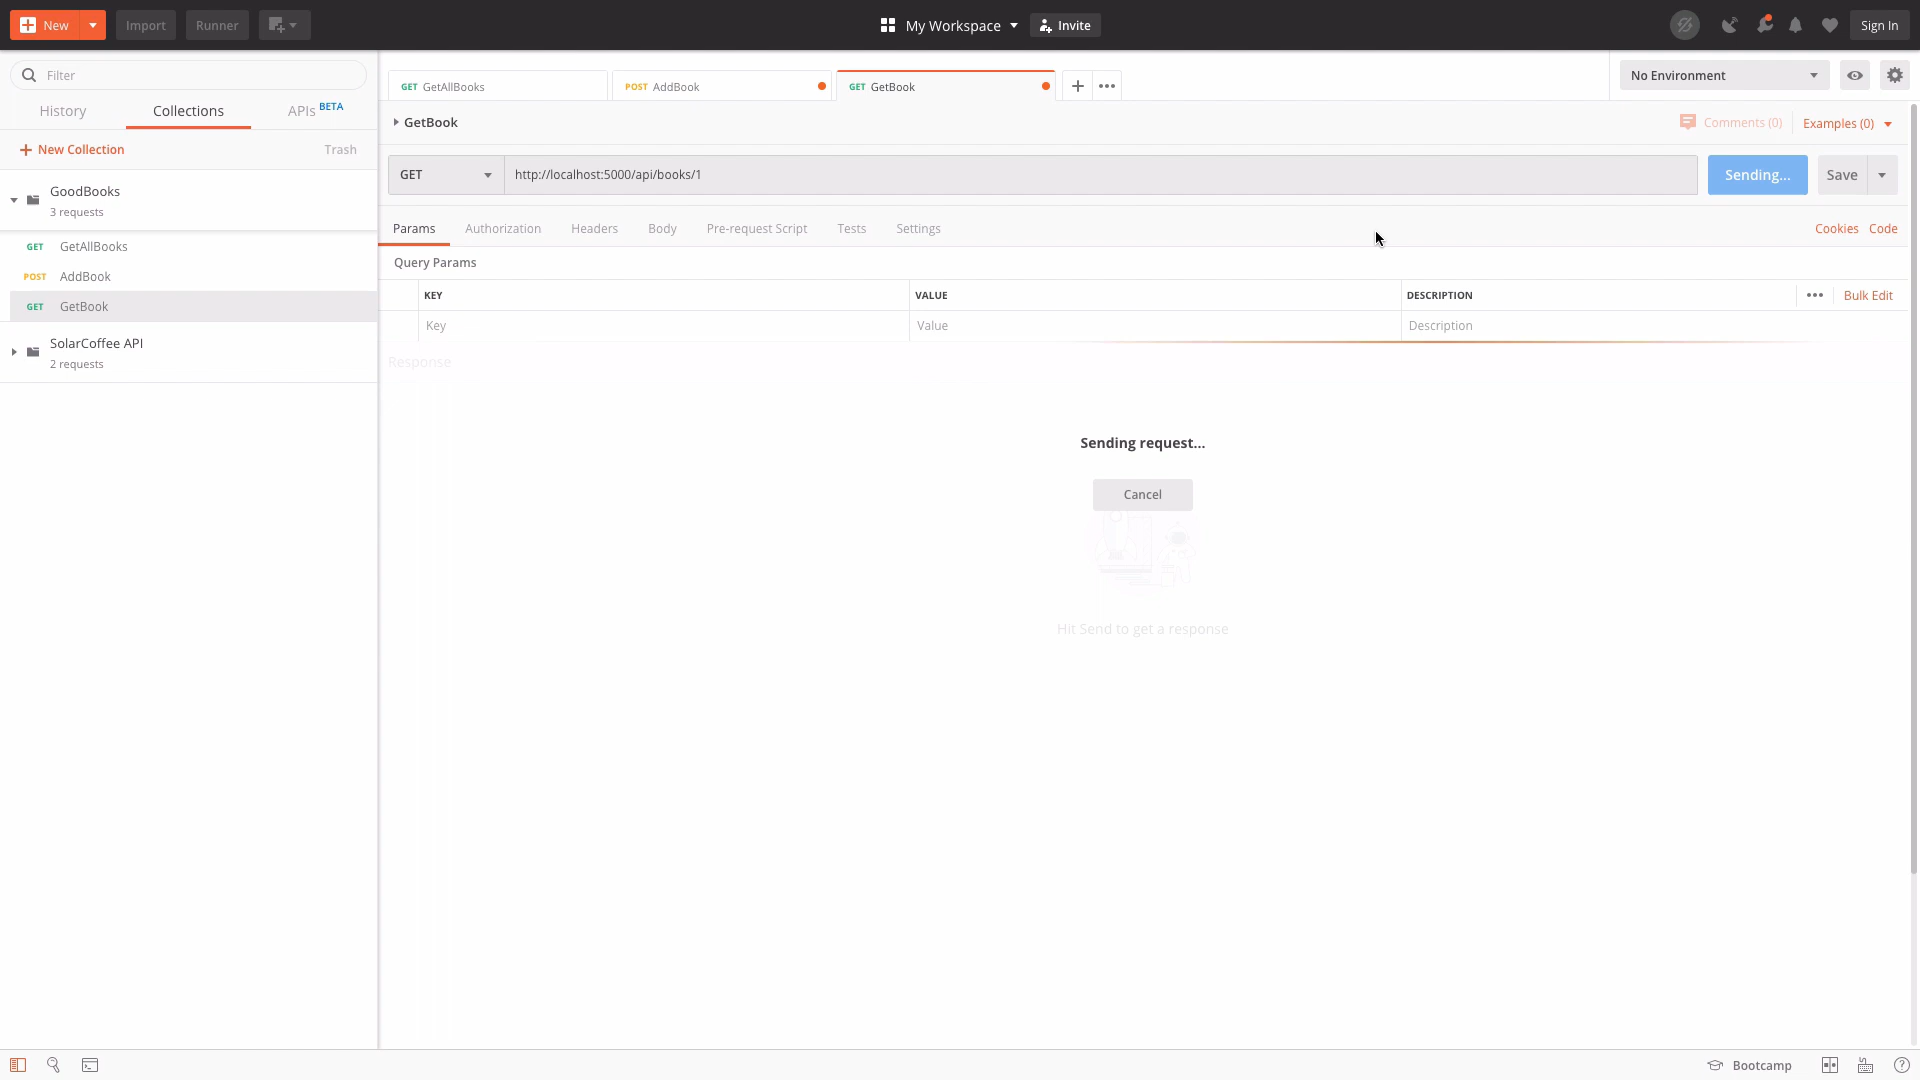 New
Import
Runner
My Workspace
Invite
Sign In
Filter
History
Collections
APIs BETA
New Collection
Trash
GoodBooks
3 requests
GET GetAllBooks
POST AddBook
GET GetBook
SolarCoffee API
2 requests
GET GetAllBooks
POST AddBook
GET GetBook
No Environment
GetBook
Comments (0)
Examples (0)
GET
http://localhost:5000/api/books/1
Sending...
Save
Params
Authorization
Headers
Body
Pre-request Script
Tests
Settings
Cookies
Code
Query Params
KEY
VALUE
DESCRIPTION
Bulk Edit
Key
Value
Description
Response
Sending request...
Cancel
Hit Send to get a response
Bootcamp